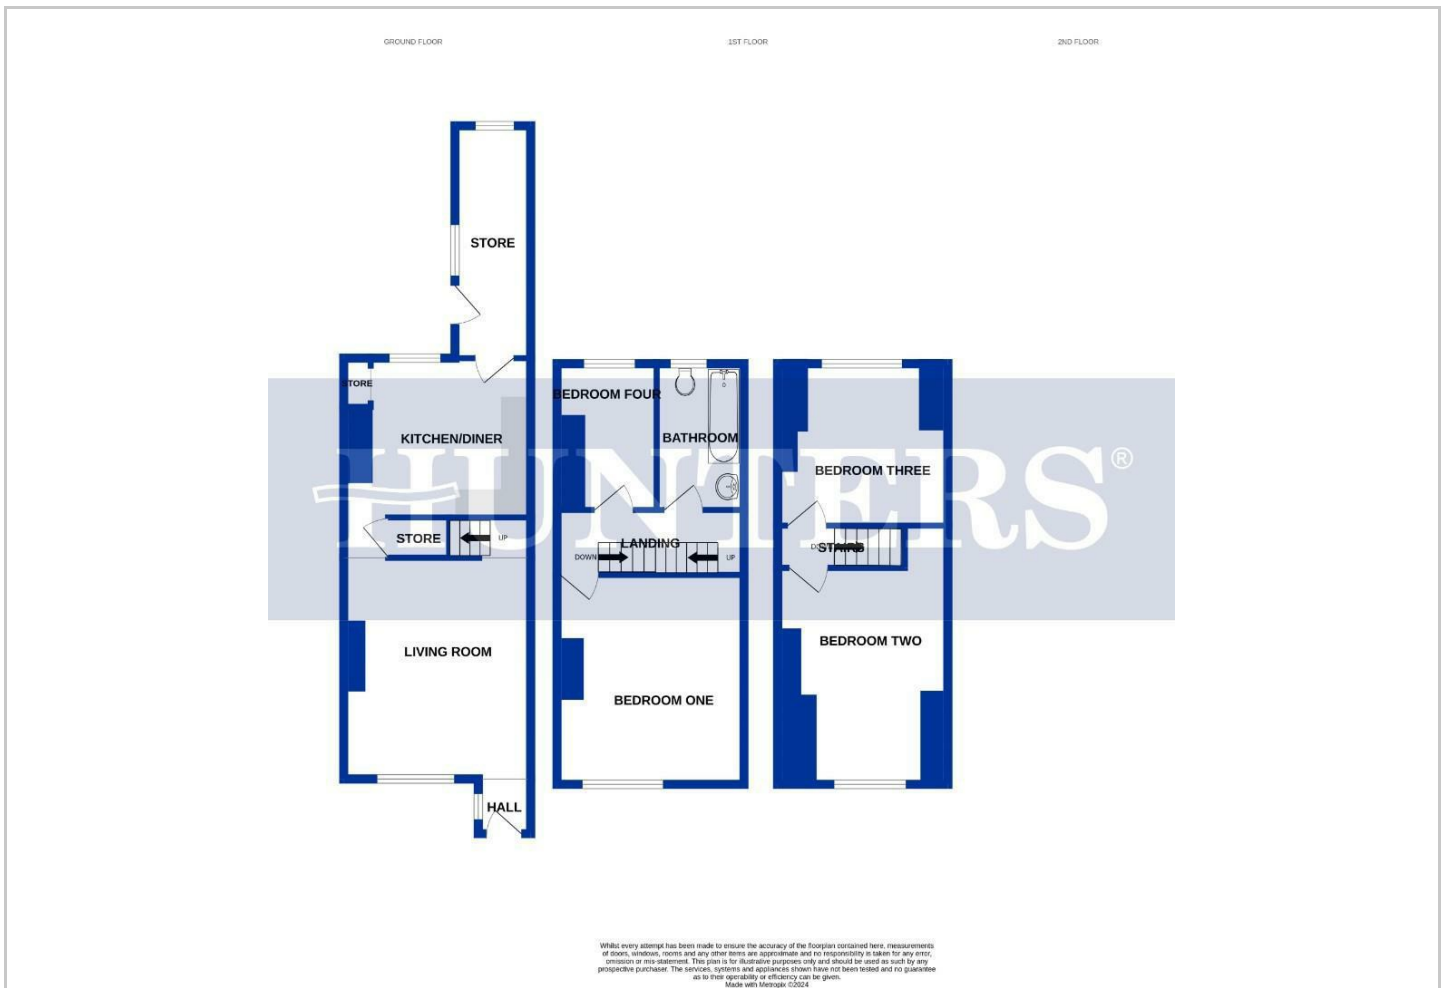 GROUND FLOOR
1ST FLOOR
2ND FLOOR
STORE
STORE
KITCHEN/DINER
STORE
UP
LIVING ROOM
HALL
BEDROOM FOUR
BATHROOM
LANDING
DOWN
UP
BEDROOM ONE
BEDROOM THREE
STAIRS
BEDROOM TWO
HUNTERS®
Whilst every attempt has been made to ensure the accuracy of the floorplan contained here, measurements
of doors, windows, rooms and any other items are approximate and no responsibility is taken for any error,
omission or mis-statement. This plan is for illustrative purposes only and should be used as such by any
prospective purchaser. The services, systems and appliances shown have not been tested and no guarantee
as to their operability or efficiency can be given.
Made with Metropix ©2024